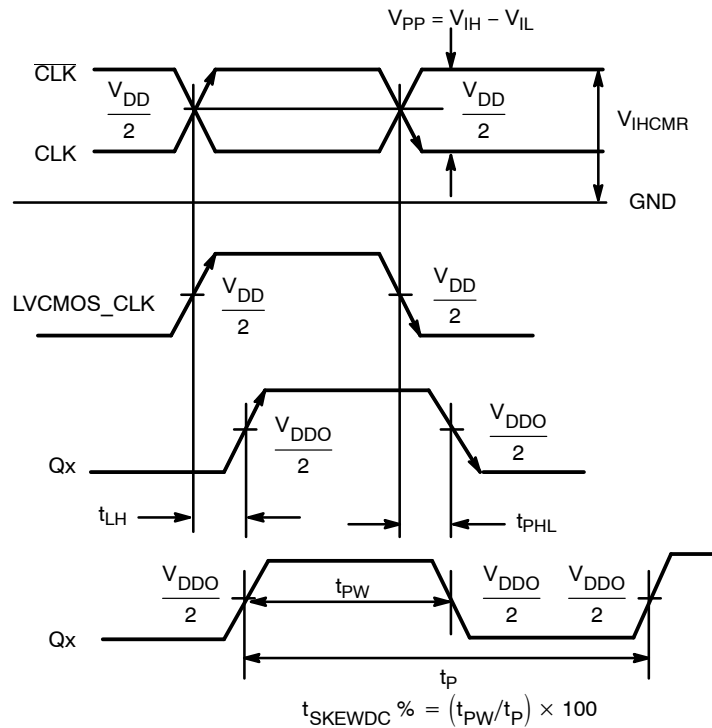 V_PP = V_IH – V_IL
C̅L̅K̅
V_DD/2
V_DD/2
V_IHCMR
CLK
GND
LVCMOS_CLK
V_DD/2
V_DD/2
Qx
V_DDO/2
V_DDO/2
t_LH
t_PHL
V_DDO/2
t_PW
V_DDO/2
V_DDO/2
Qx
t_P
t_SKEWDC % = (t_PW/t_P) × 100